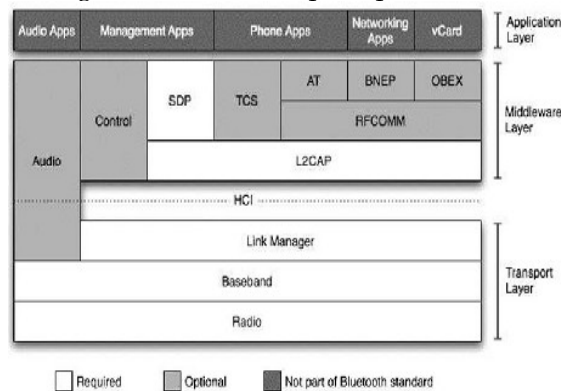 Audio Apps Management Apps Phone Apps Networking Apps vCard Application Layer
Audio Control SDP TCS AT BNEP OBEX Middleware Layer
RFCOMM
L2CAP
HCI
Link Manager
Baseband Transport Layer
Radio
Required Optional Not part of Bluetooth standard